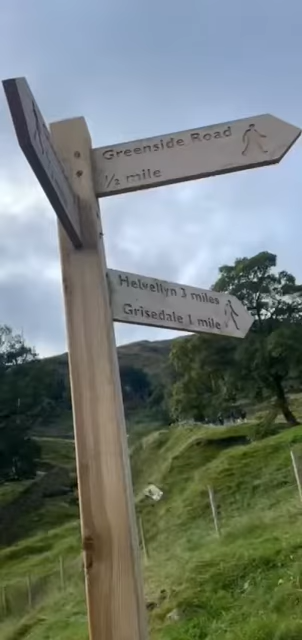 Greenside Road
½ mile
Helvellyn 3 miles
Grisedale 1 mile